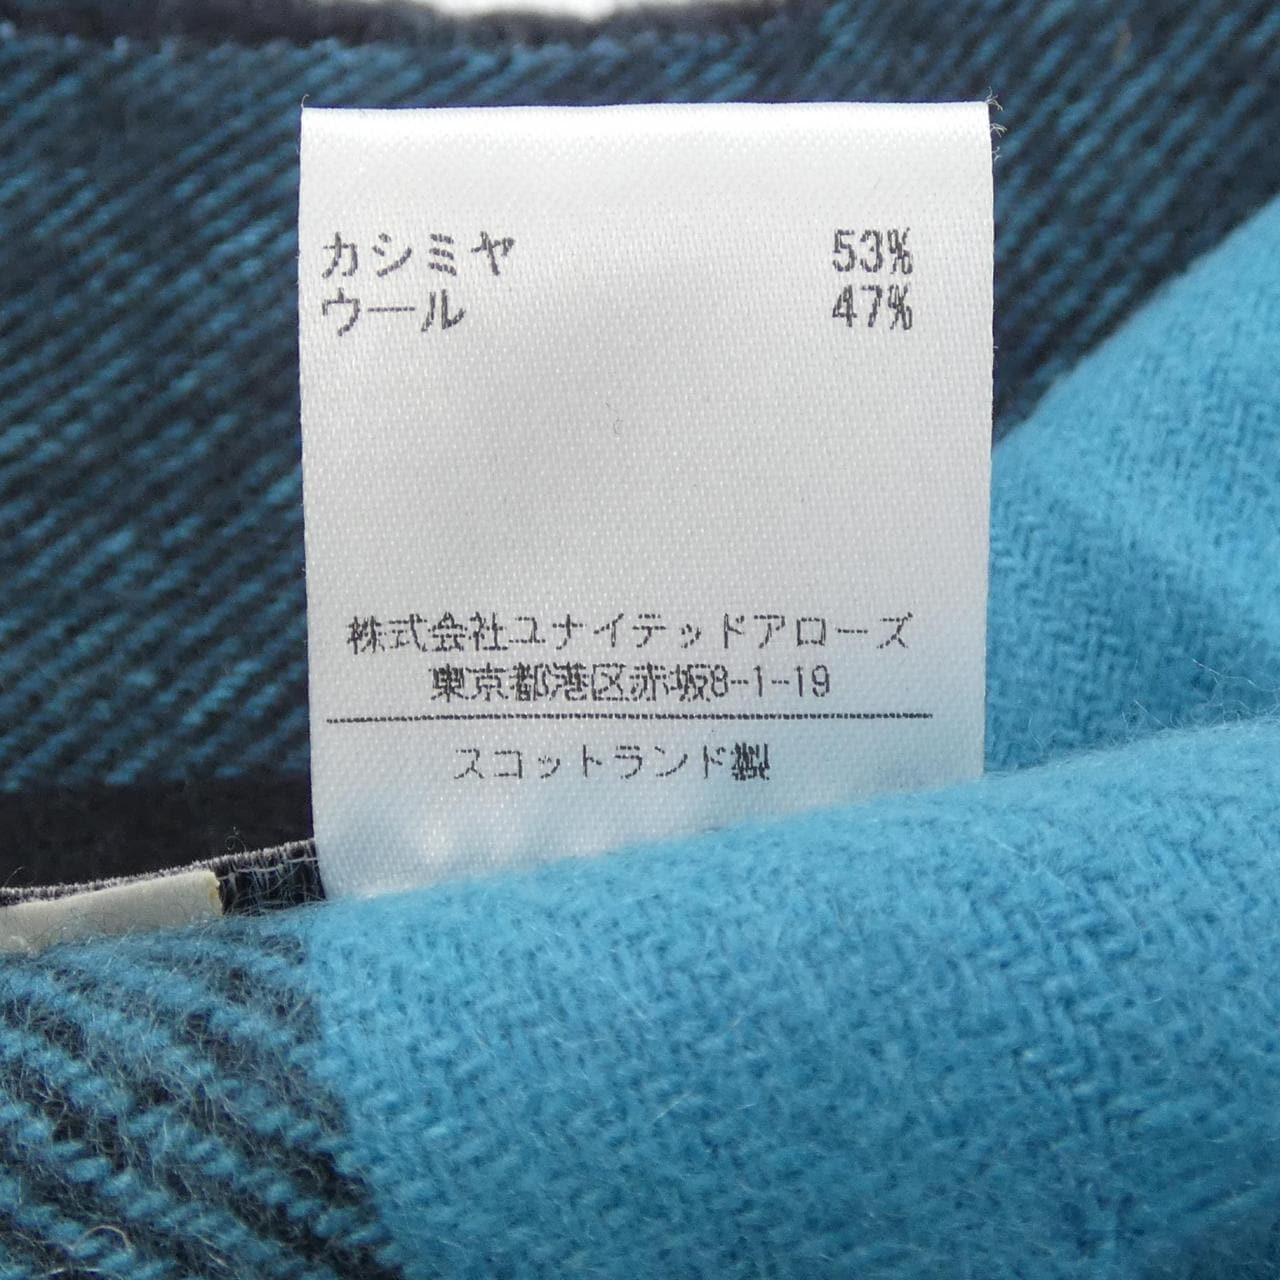 カシミヤ 53%
ウール 47%
株式会社ユナイテッドアローズ
東京都港区赤坂8-1-19
スコットランド製